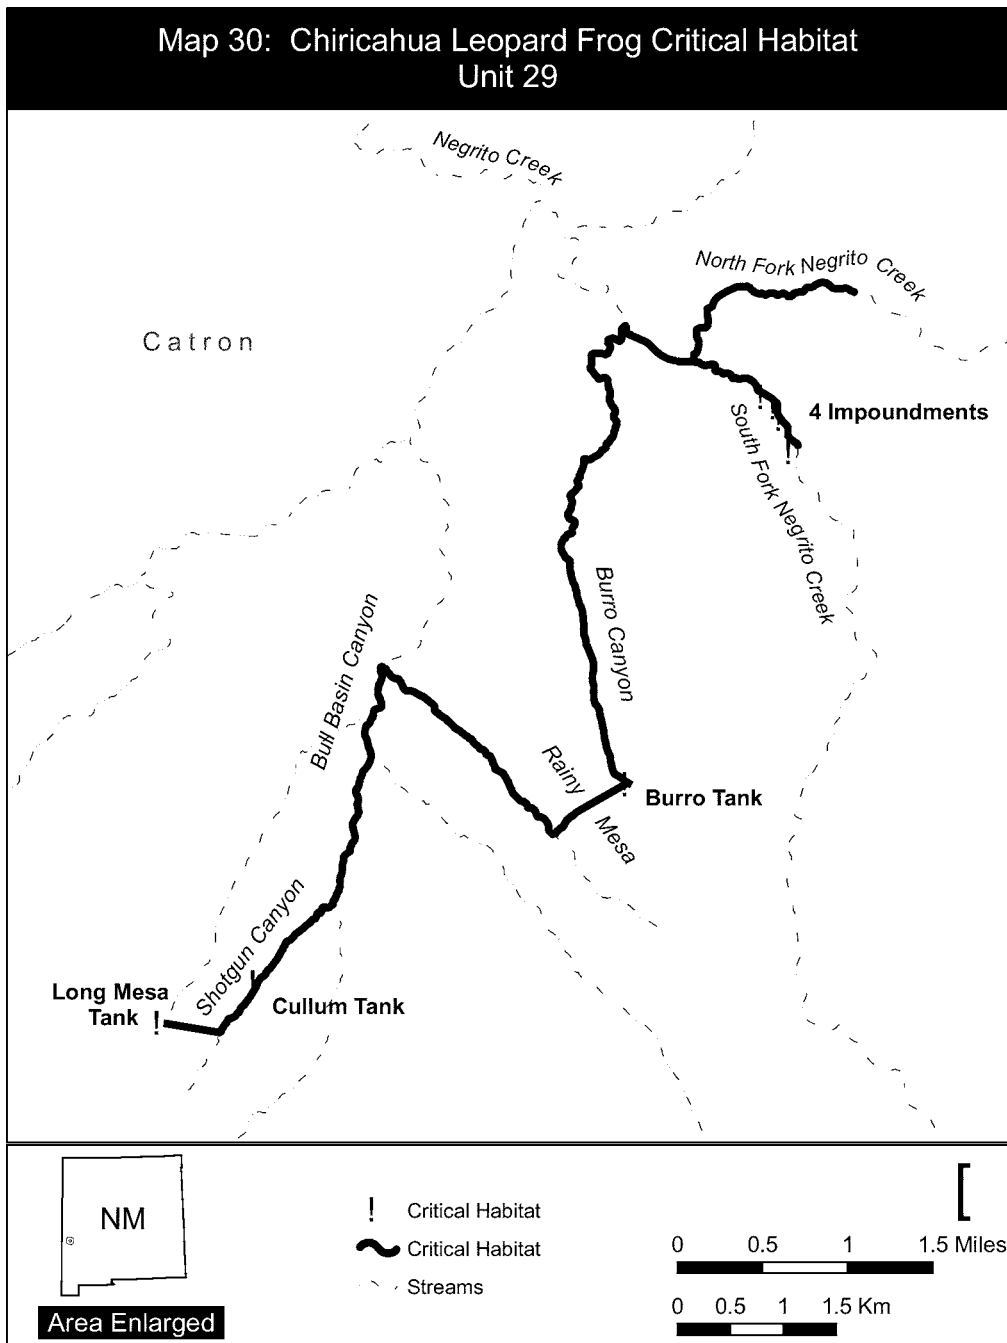 Map 30: Chiricahua Leopard Frog Critical Habitat
Unit 29
Negrito Creek
North Fork Negrito Creek
Catron
4 Impoundments
South Fork Negrito Creek
Burro Canyon
Bull Basin Canyon
Rainy
Mesa
Burro Tank
Shotgun Canyon
Long Mesa
Tank
Cullum Tank
NM
Area Enlarged
! Critical Habitat
Critical Habitat
Streams
[
0 0.5 1 1.5 Miles
0 0.5 1 1.5 Km